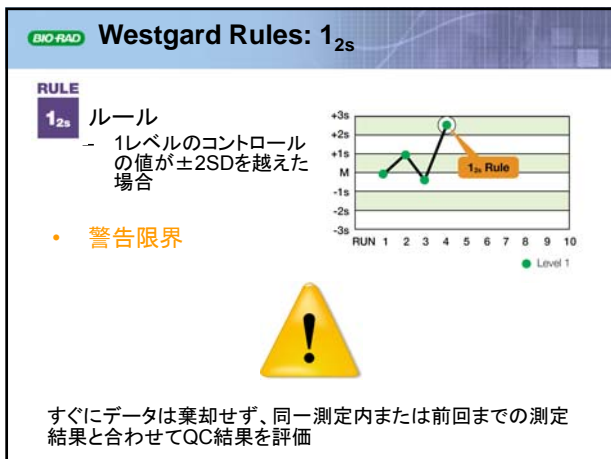 BIO-RAD Westgard Rules: 1₂ₛ
RULE
1₂ₛ ルール
- 1レベルのコントロール
の値が±2SDを越えた
場合
• 警告限界
+3s
+2s
+1s
M
-1s
-2s
-3s
1₂ₛ Rule
RUN 1 2 3 4 5 6 7 8 9 10
Level 1
!
すぐにデータは棄却せず、同一測定内または前回までの測定
結果と合わせてQC結果を評価